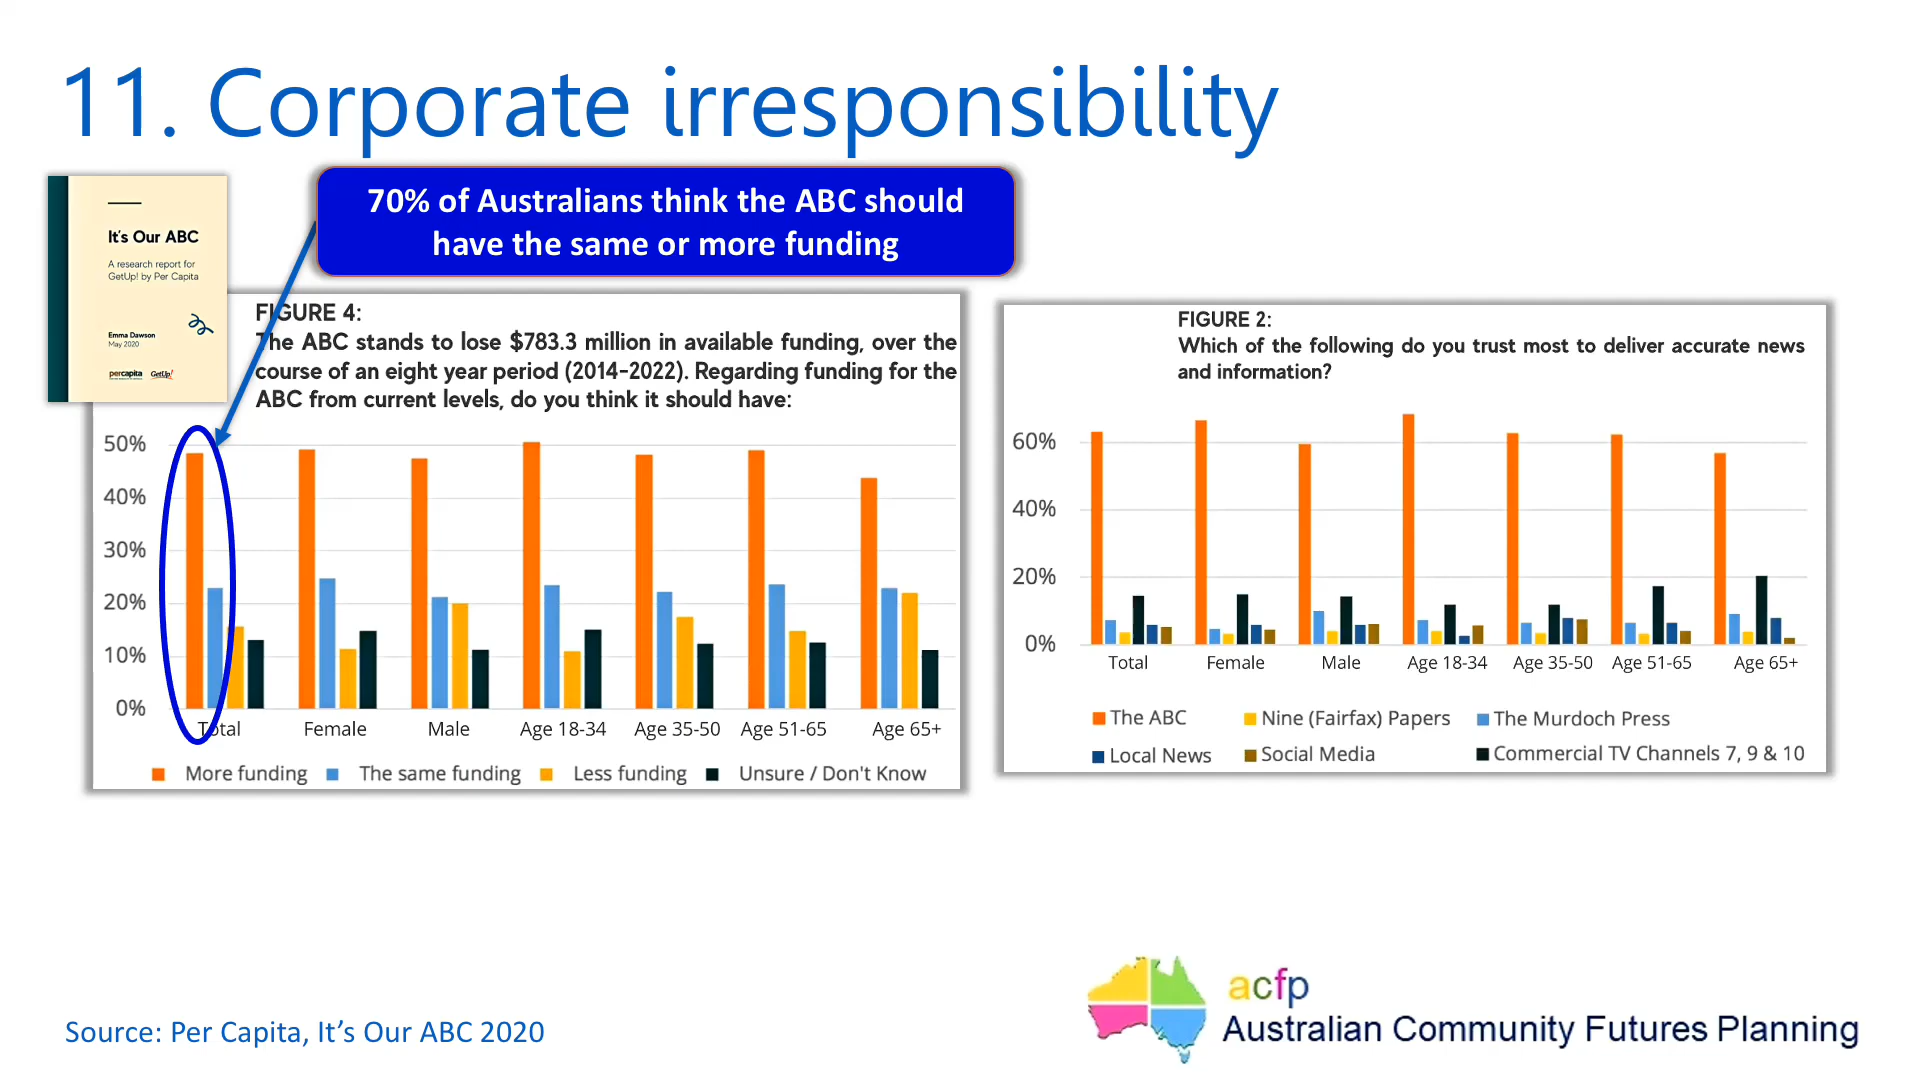 11. Corporate irresponsibility
70% of Australians think the ABC should
have the same or more funding
It's Our ABC
A research report for
GetUp! by Per Capita
Emma Dawson
May 2020
percapita GetUp!
FIGURE 4:
The ABC stands to lose $783.3 million in available funding, over the
course of an eight year period (2014-2022). Regarding funding for the
ABC from current levels, do you think it should have:
50%
40%
30%
20%
10%
0%
Total Female Male Age 18-34 Age 35-50 Age 51-65 Age 65+
More funding The same funding Less funding Unsure / Don't Know
FIGURE 2:
Which of the following do you trust most to deliver accurate news
and information?
60%
40%
20%
0%
Total Female Male Age 18-34 Age 35-50 Age 51-65 Age 65+
The ABC Nine (Fairfax) Papers The Murdoch Press
Local News Social Media Commercial TV Channels 7, 9 & 10
Source: Per Capita, It’s Our ABC 2020
acfp
Australian Community Futures Planning